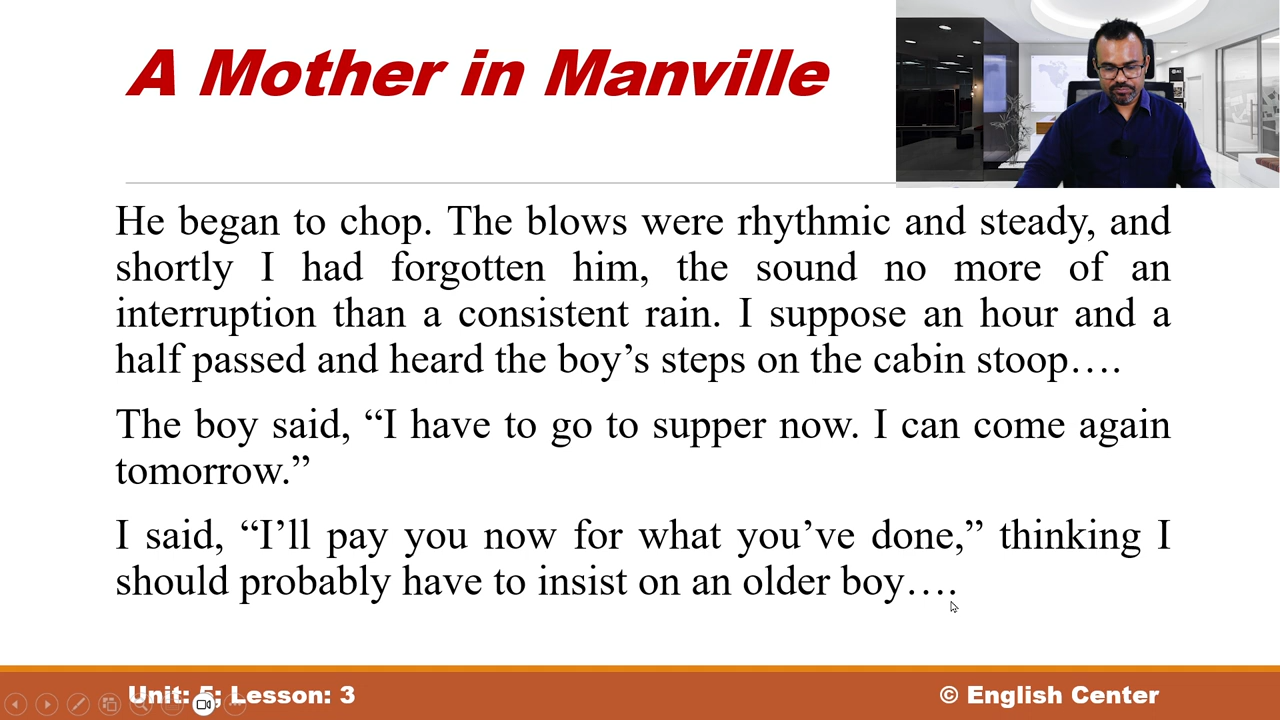 A Mother in Manville
He began to chop. The blows were rhythmic and steady, and
shortly I had forgotten him, the sound no more of an
interruption than a consistent rain. I suppose an hour and a
half passed and heard the boy’s steps on the cabin stoop….
The boy said, “I have to go to supper now. I can come again
tomorrow.”
I said, “I’ll pay you now for what you’ve done,” thinking I
should probably have to insist on an older boy….
Unit: 5; Lesson: 3
© English Center